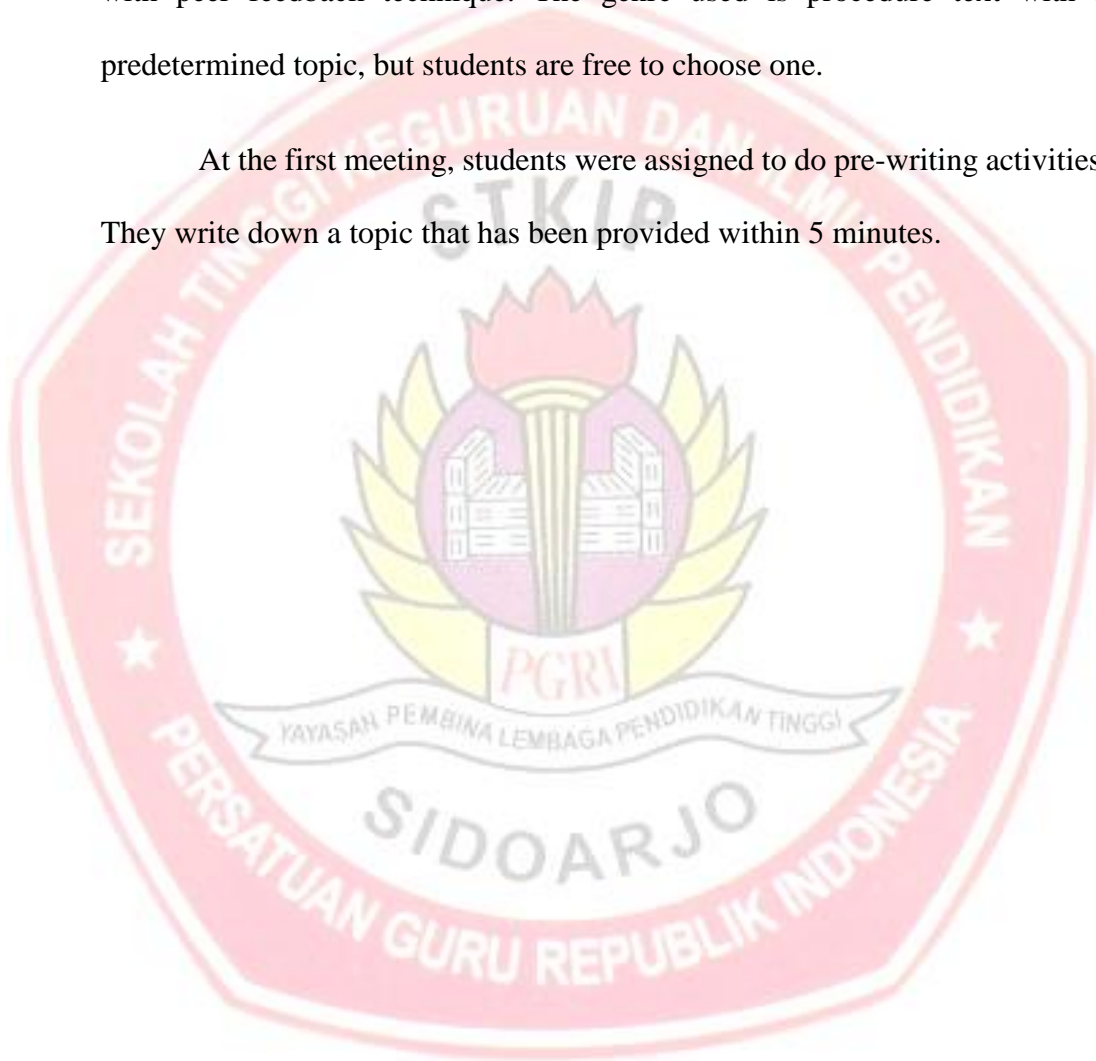 with peer feedback technique. The genre used is procedure text with
predetermined topic, but students are free to choose one.
At the first meeting, students were assigned to do pre-writing activities
They write down a topic that has been provided within 5 minutes.
SEKOLAH TINGGI KEGURUAN DAN ILMU PENDIDIKAN
STKIP
PGRI
YAYASAN PEMBINA LEMBAGA PENDIDIKAN TINGGI
SIDOARJO
PERSATUAN GURU REPUBLIK INDONESIA